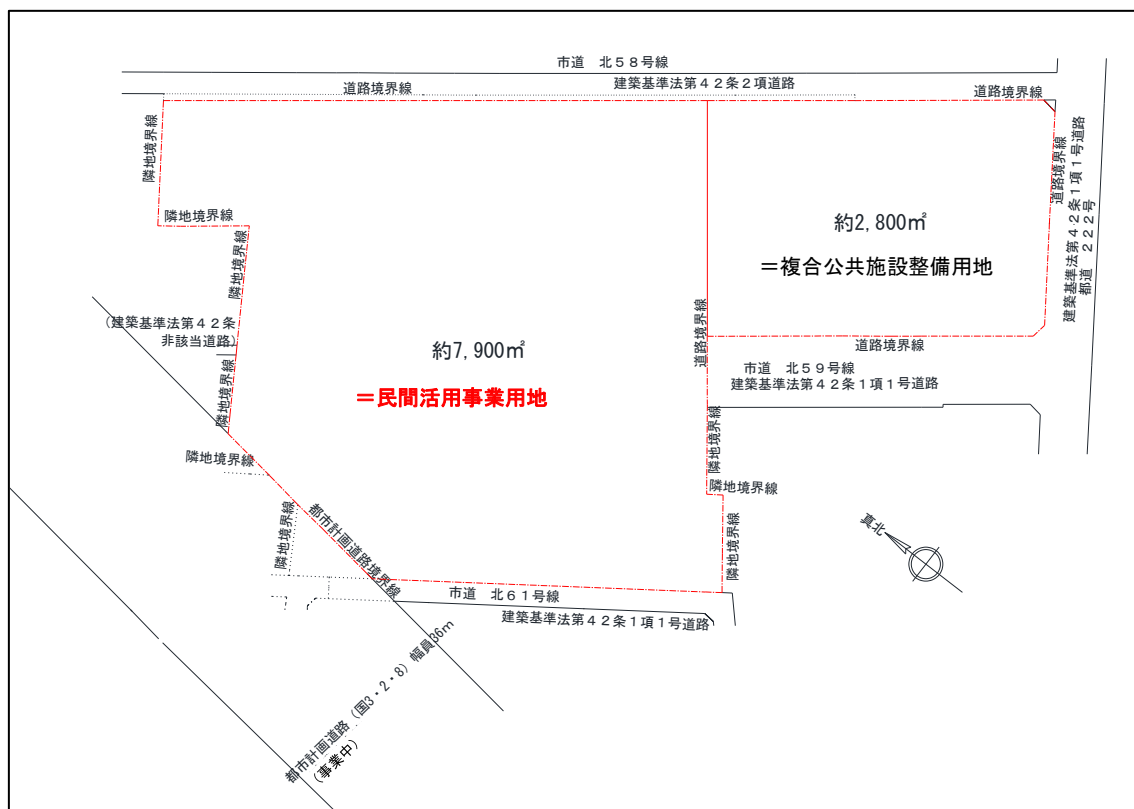 市道 北58号線
建築基準法第42条2項道路
道路境界線
道路境界線
隣地境界線
道路境界線
建築基準法第42条1項1号道路
都道 222号
隣地境界線
約2,800㎡
＝複合公共施設整備用地
隣地境界線
(建築基準法第42条
非該当道路)
道路境界線
約7,900㎡
道路境界線
市道 北59号線
建築基準法第42条1項1号道路
＝民間活用事業用地
隣地境界線
隣地境界線
隣地境界線
隣地境界線
都市計画道路境界線
隣地境界線
隣地境界線
真北
市道 北61号線
建築基準法第42条1項1号道路
都市計画道路（国3・2・8）幅員36m
(事業中)